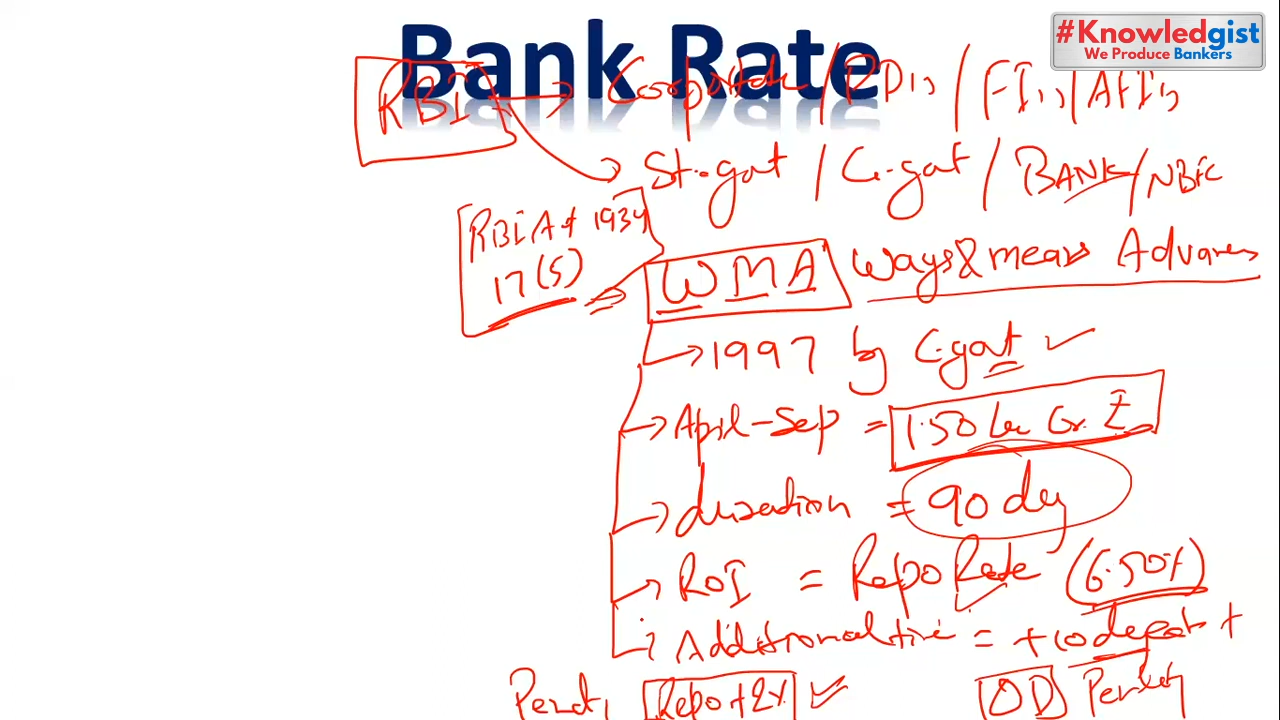 #Knowledgist
We Produce Bankers
Bank Rate
RBI → Corporate / PDI, / FI, / AFI,
St. govt / C. govt / BANK / NBFC
RBI Act 1934
17(5)
WMA Ways & means Advances
1997 by C. govt ✓
April-Sep = 1.50 Cr. ₹
duration = 90 day
ROI = Repo Rate (6.50%)
Additional time = +10 days +
Penalty Repo+2% ✓ OD Penalty